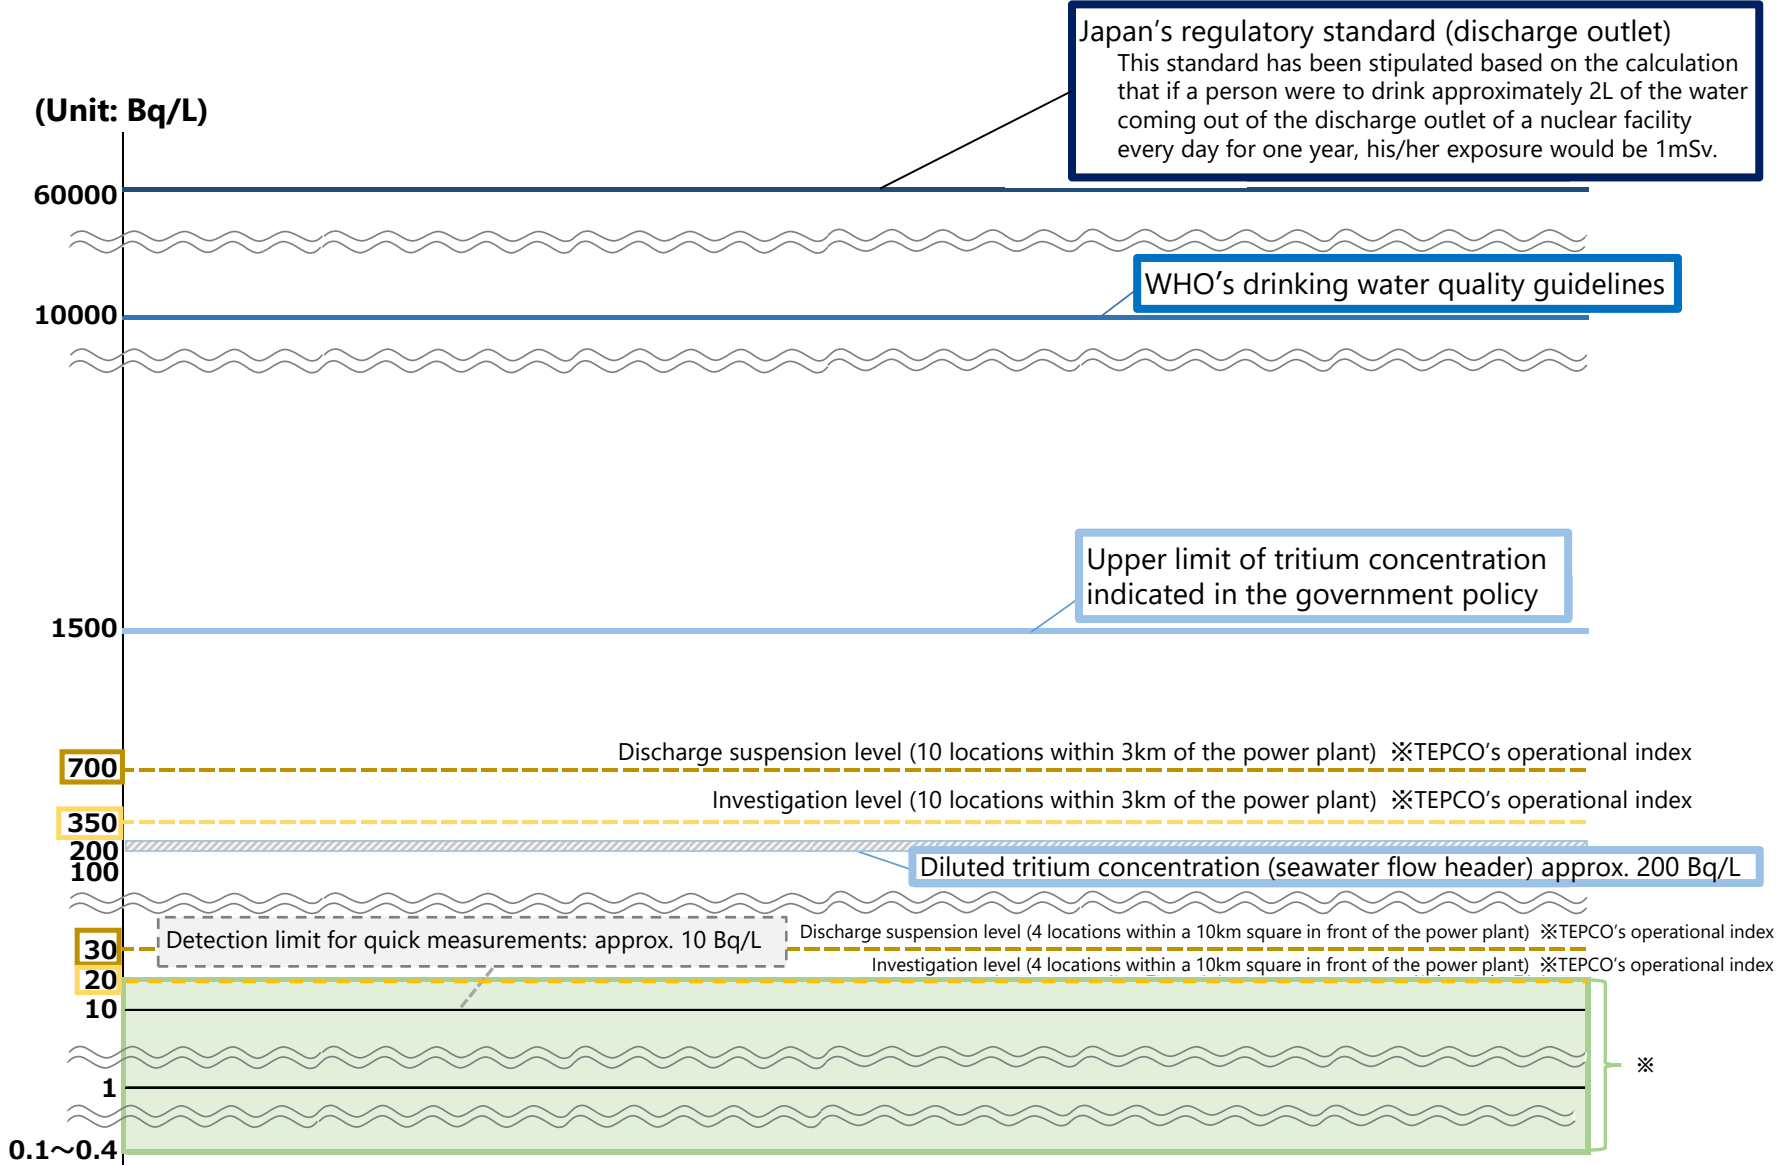 Japan's regulatory standard (discharge outlet)
This standard has been stipulated based on the calculation
that if a person were to drink approximately 2L of the water
coming out of the discharge outlet of a nuclear facility
every day for one year, his/her exposure would be 1mSv.
(Unit: Bq/L)
60000
WHO's drinking water quality guidelines
10000
Upper limit of tritium concentration
indicated in the government policy
1500
Discharge suspension level (10 locations within 3km of the power plant) ※TEPCO's operational index
700
Investigation level (10 locations within 3km of the power plant) ※TEPCO's operational index
350
200
Diluted tritium concentration (seawater flow header) approx. 200 Bq/L
100
Detection limit for quick measurements: approx. 10 Bq/L
Discharge suspension level (4 locations within a 10km square in front of the power plant) ※TEPCO's operational index
30
Investigation level (4 locations within a 10km square in front of the power plant) ※TEPCO's operational index
20
10
※
1
0.1～0.4